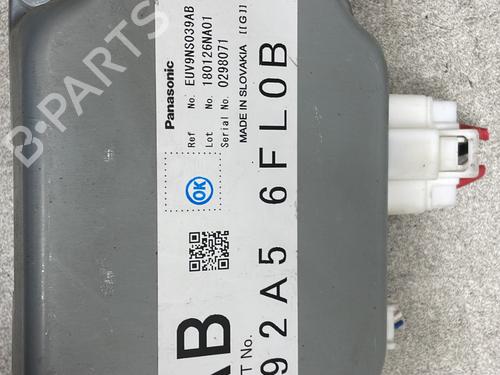 Panasonic
Ref No EUV9NS039AB
Lot No. 180126NA01
Serial No. 0298071
MADE IN SLOVAKIA [IGJ]
OK
AB
T No.
92A5 6FL0B
B-PARTS